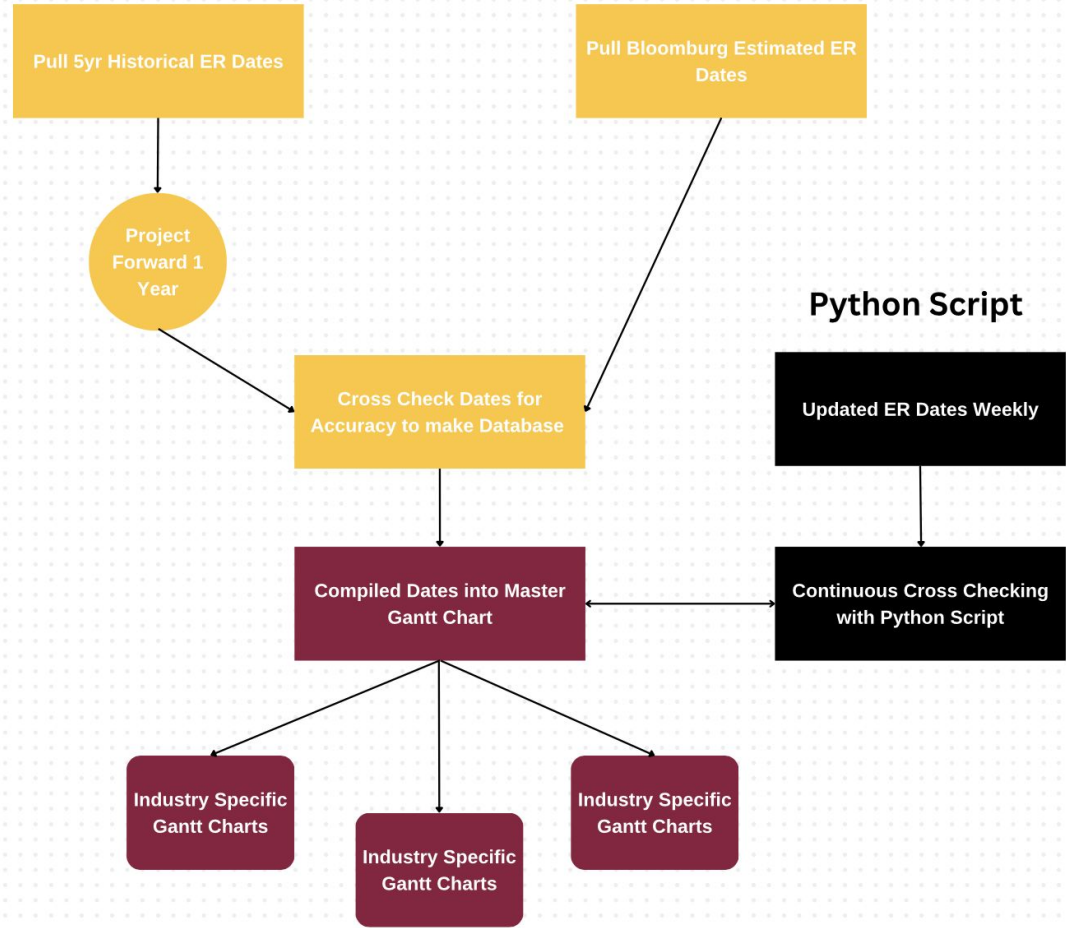 Pull 5yr Historical ER Dates
Pull Bloomburg Estimated ER
Dates
Project
Forward 1
Year
Python Script
Cross Check Dates for
Accuracy to make Database
Updated ER Dates Weekly
Compiled Dates into Master
Gantt Chart
Continuous Cross Checking
with Python Script
Industry Specific
Gantt Charts
Industry Specific
Gantt Charts
Industry Specific
Gantt Charts